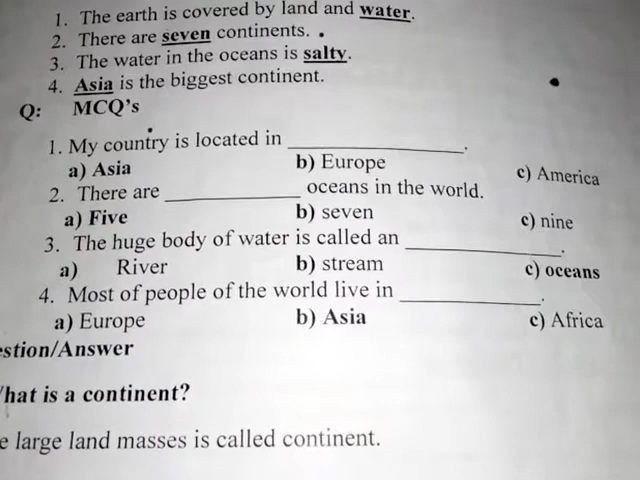 1. The earth is covered by land and water.
2. There are seven continents.
3. The water in the oceans is salty.
4. Asia is the biggest continent.
Q: MCQ's
1. My country is located in ____________.
a) Asia b) Europe c) America
2. There are ____________ oceans in the world.
a) Five b) seven c) nine
3. The huge body of water is called an ____________.
a) River b) stream c) oceans
4. Most of people of the world live in ____________.
a) Europe b) Asia c) Africa
estion/Answer
hat is a continent?
e large land masses is called continent.